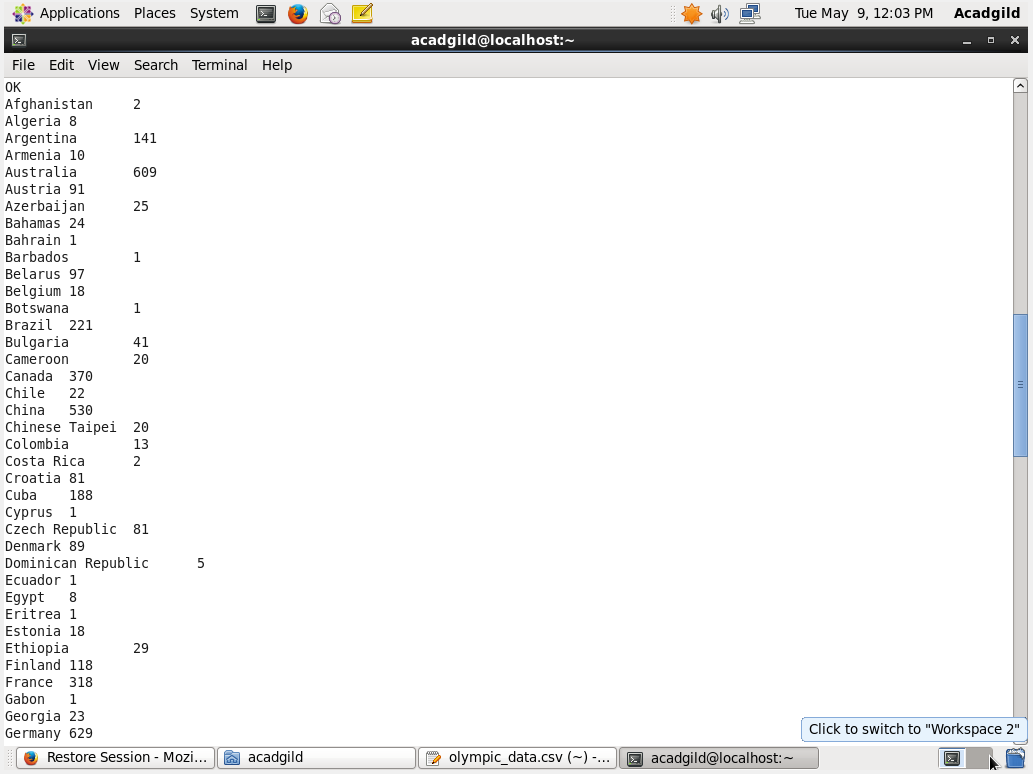 Applications Places System Tue May 9, 12:03 PM Acadgild
acadgild@localhost:~
File Edit View Search Terminal Help
OK
Afghanistan 2
Algeria 8
Argentina 141
Armenia 10
Australia 609
Austria 91
Azerbaijan 25
Bahamas 24
Bahrain 1
Barbados 1
Belarus 97
Belgium 18
Botswana 1
Brazil 221
Bulgaria 41
Cameroon 20
Canada 370
Chile 22
China 530
Chinese Taipei 20
Colombia 13
Costa Rica 2
Croatia 81
Cuba 188
Cyprus 1
Czech Republic 81
Denmark 89
Dominican Republic 5
Ecuador 1
Egypt 8
Eritrea 1
Estonia 18
Ethiopia 29
Finland 118
France 318
Gabon 1
Georgia 23
Germany 629
Click to switch to "Workspace 2"
Restore Session - Mozi... acadgild olympic_data.csv (~) -... acadgild@localhost:~